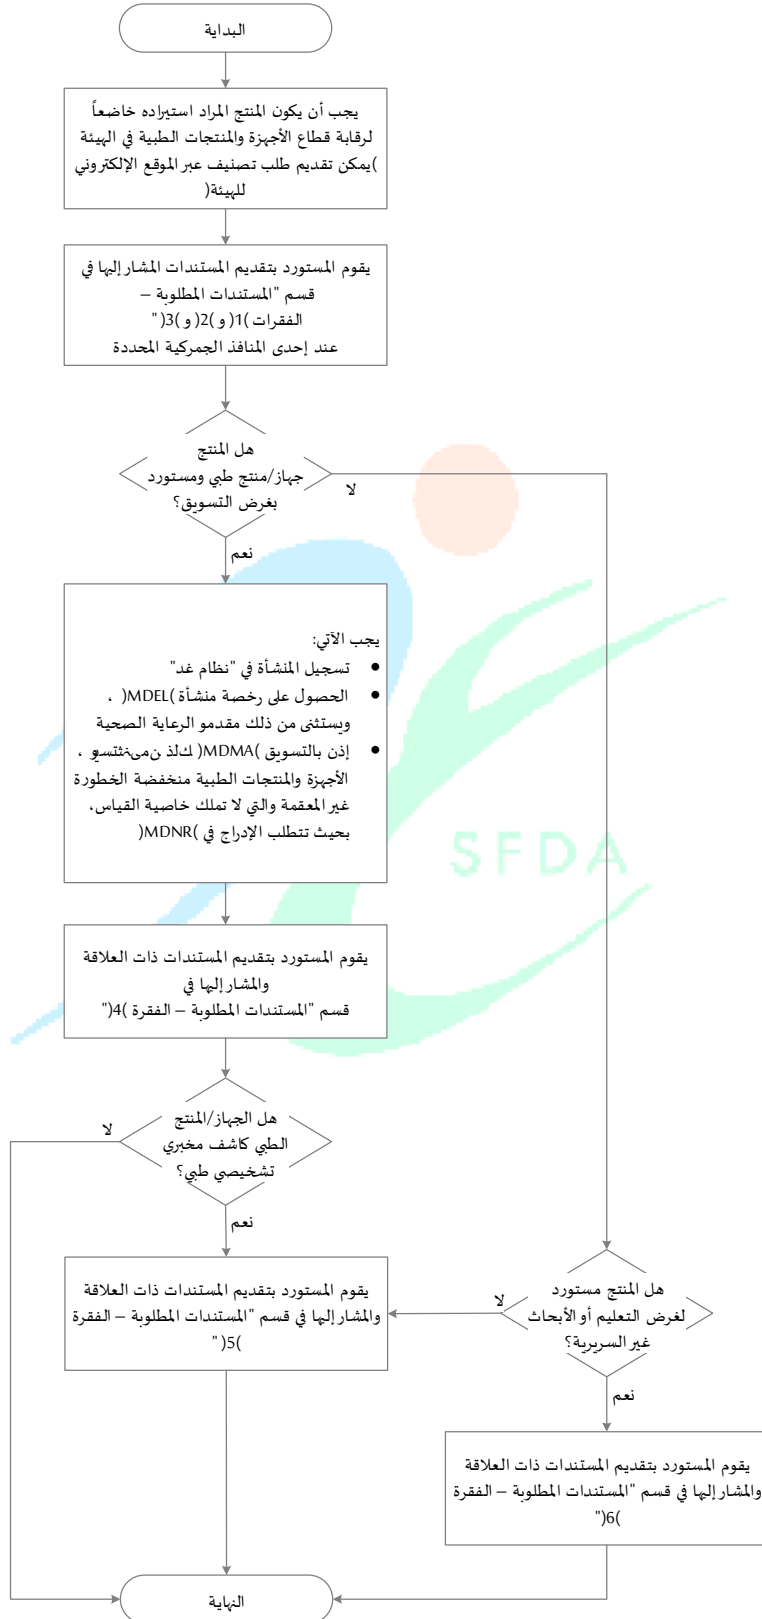 البداية
يجب أن يكون المنتج المراد استيراده خاضعاً
لرقابة قطاع الأجهزة والمنتجات الطبية في الهيئة
)يمكن تقديم طلب تصنيف عبر الموقع الإلكتروني
للهيئة(
يقوم المستورد بتقديم المستندات المشار إليها في
قسم "المستندات المطلوبة –
الفقرات )1( و )2( و )3( "
عند إحدى المنافذ الجمركية المحددة
هل المنتج
جهاز/منتج طبي ومستورد
بغرض التسويق؟
لا
نعم
يجب الآتي:
● تسجيل المنشأة في "نظام غد"
● الحصول على رخصة منشأة )MDEL( ،
ويستثنى من ذلك مقدمو الرعاية الصحية
● إذن بالتسويق )MDMA( ،
الأجهزة والمنتجات الطبية منخفضة الخطورة
غير المعقمة والتي لا تملك خاصية القياس،
بحيث تتطلب الإدراج في )MDNR(
SFDA
يقوم المستورد بتقديم المستندات ذات العلاقة
والمشار إليها في
قسم "المستندات المطلوبة – الفقرة )4("
هل الجهاز/المنتج
الطبي كاشف مخبري
تشخيصي طبي؟
لا
نعم
يقوم المستورد بتقديم المستندات ذات العلاقة
والمشار إليها في قسم "المستندات المطلوبة – الفقرة
)5( "
هل المنتج مستورد
لغرض التعليم أو الأبحاث
غير السريرية؟
لا
نعم
يقوم المستورد بتقديم المستندات ذات العلاقة
والمشار إليها في قسم "المستندات المطلوبة – الفقرة
)6("
النهاية